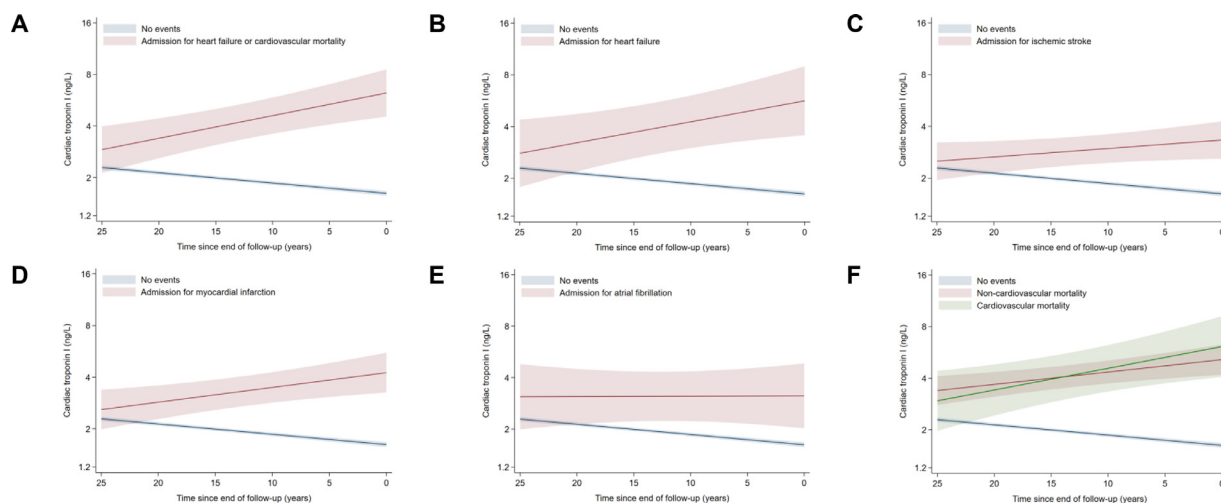 A
No events
Admission for heart failure or cardiovascular mortality
Cardiac troponin I (ng/L)
16
8
4
2
1.2
25 20 15 10 5 0
Time since end of follow-up (years)
B
No events
Admission for heart failure
Cardiac troponin I (ng/L)
16
8
4
2
1.2
25 20 15 10 5 0
Time since end of follow-up (years)
C
No events
Admission for ischemic stroke
Cardiac troponin I (ng/L)
16
8
4
2
1.2
25 20 15 10 5 0
Time since end of follow-up (years)
D
No events
Admission for myocardial infarction
Cardiac troponin I (ng/L)
16
8
4
2
1.2
25 20 15 10 5 0
Time since end of follow-up (years)
E
No events
Admission for atrial fibrillation
Cardiac troponin I (ng/L)
16
8
4
2
1.2
25 20 15 10 5 0
Time since end of follow-up (years)
F
No events
Non-cardiovascular mortality
Cardiovascular mortality
Cardiac troponin I (ng/L)
16
8
4
2
1.2
25 20 15 10 5 0
Time since end of follow-up (years)